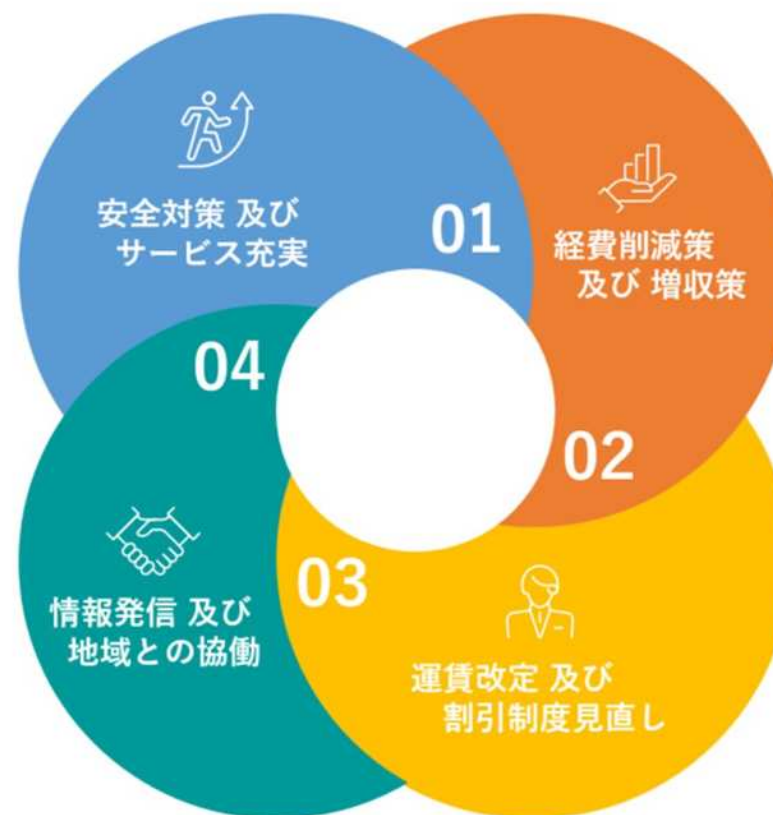 01
安全対策 及び
サービス充実
02
経費削減策
及び 増収策
03
運賃改定 及び
割引制度見直し
04
情報発信 及び
地域との協働